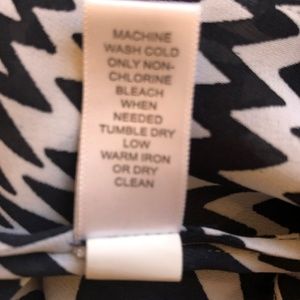 MACHINE
WASH COLD
ONLY NON-
CHLORINE
BLEACH
WHEN
NEEDED
TUMBLE DRY
LOW
WARM IRON
OR DRY
CLEAN